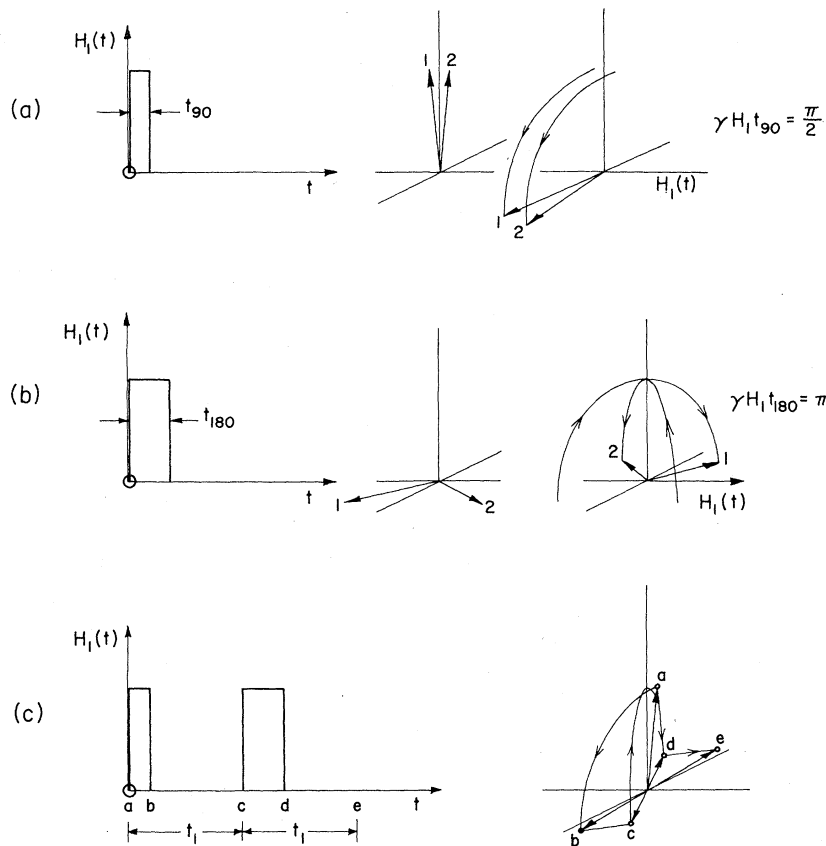 H₁(t)
1 2
(a)
t₉₀
γH₁t₉₀ = π/2
t
H₁(t)
1
2
H₁(t)
(b)
t₁₈₀
γH₁t₁₈₀ = π
2
1
t
1
2
H₁(t)
H₁(t)
a
(c)
d
e
a b c d e t
b
c
t₁ t₁